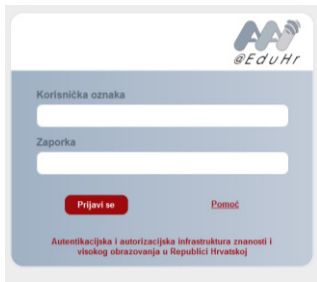 @EduHr
Korisnička oznaka
Zaporka
Prijavi se
Pomoć
Autentikacijska i autorizacijska infrastruktura znanosti i
visokog obrazovanja u Republici Hrvatskoj